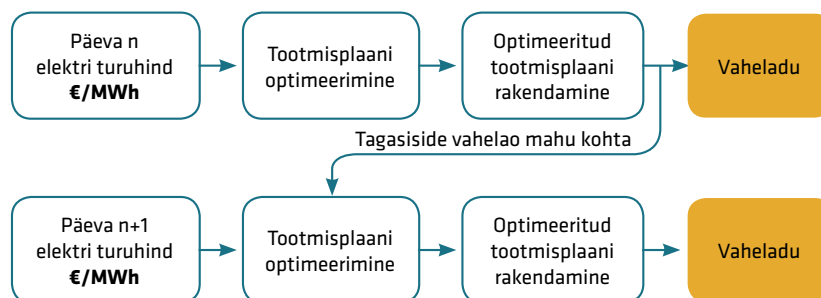 Päeva n
elektri turuhind
€/MWh
Tootmisplaani
optimeerimine
Optimeeritud
tootmisplaani
rakendamine
Vaheladu
Tagasiside vahelao mahu kohta
Päeva n+1
elektri turuhind
€/MWh
Tootmisplaani
optimeerimine
Optimeeritud
tootmisplaani
rakendamine
Vaheladu